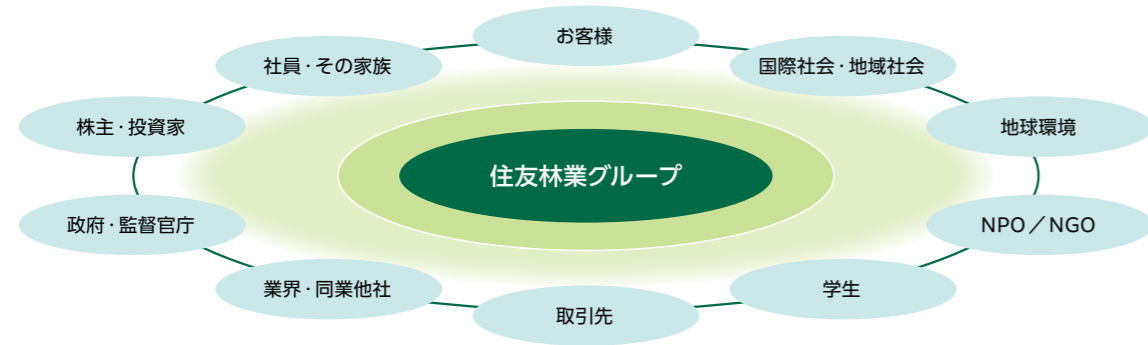 お客様
社員・その家族
国際社会・地域社会
株主・投資家
地球環境
住友林業グループ
政府・監督官庁
NPO／NGO
業界・同業他社
学生
取引先